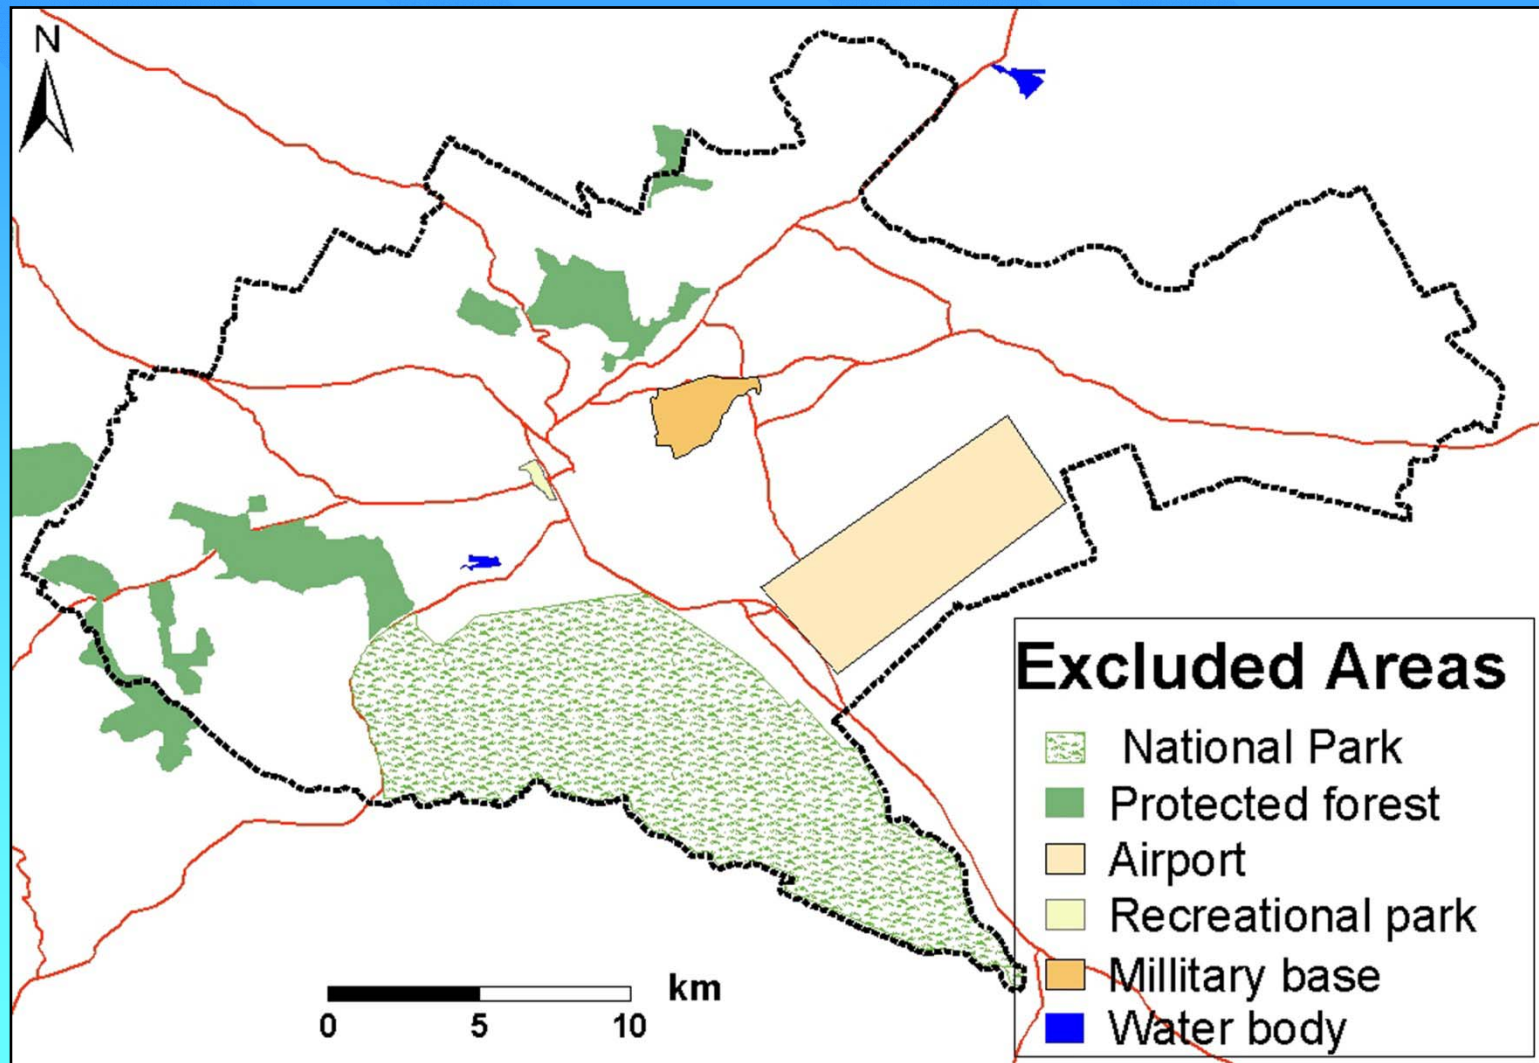 N
Excluded Areas
National Park
Protected forest
Airport
Recreational park
Millitary base
Water body
km
0 5 10